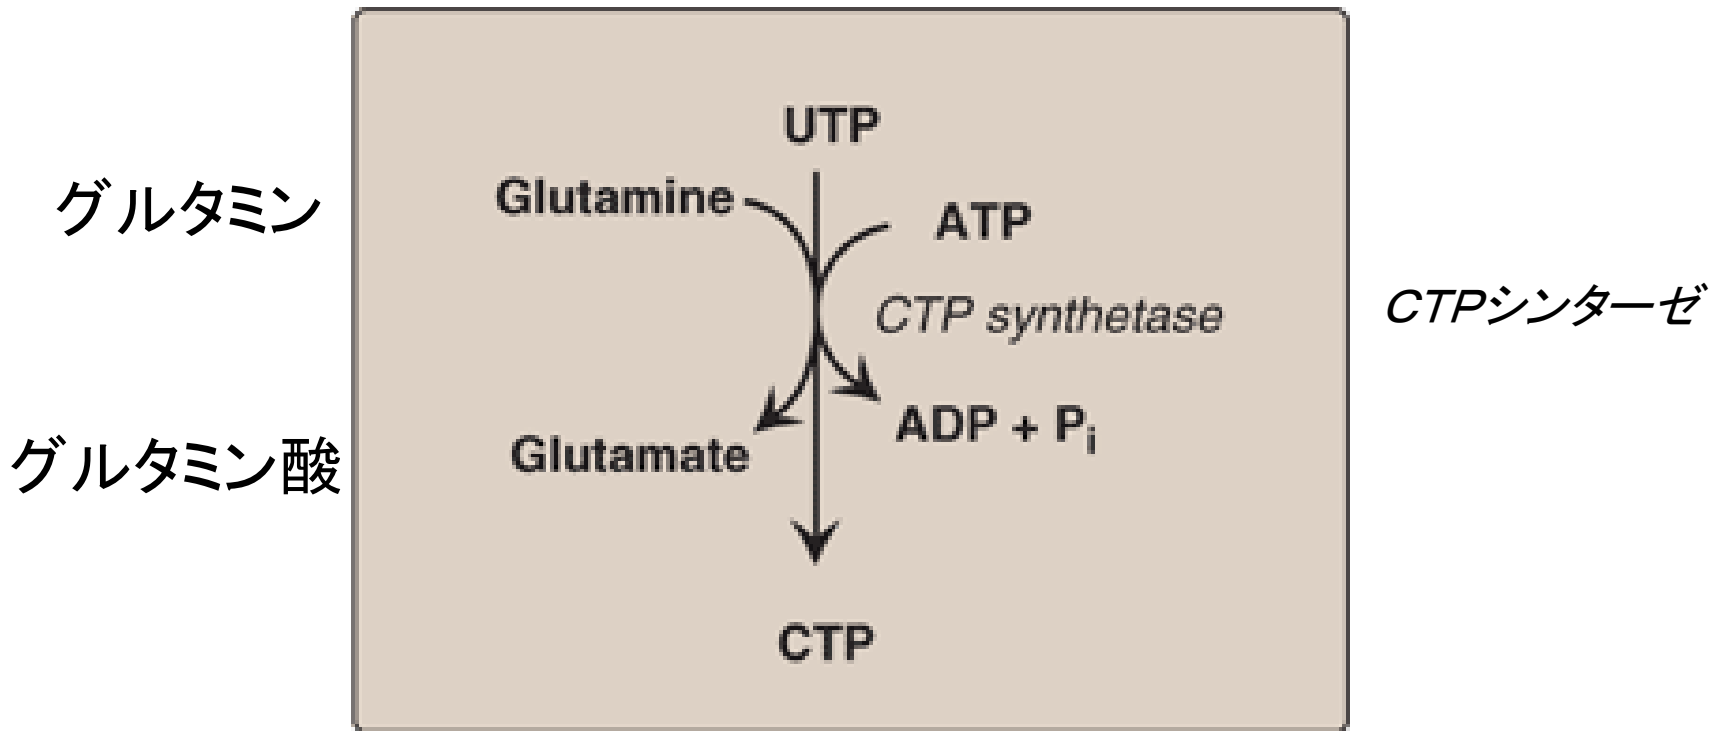 UTP
グルタミン
Glutamine
ATP
CTP synthetase
CTPシンターゼ
ADP + Pi
グルタミン酸
Glutamate
CTP